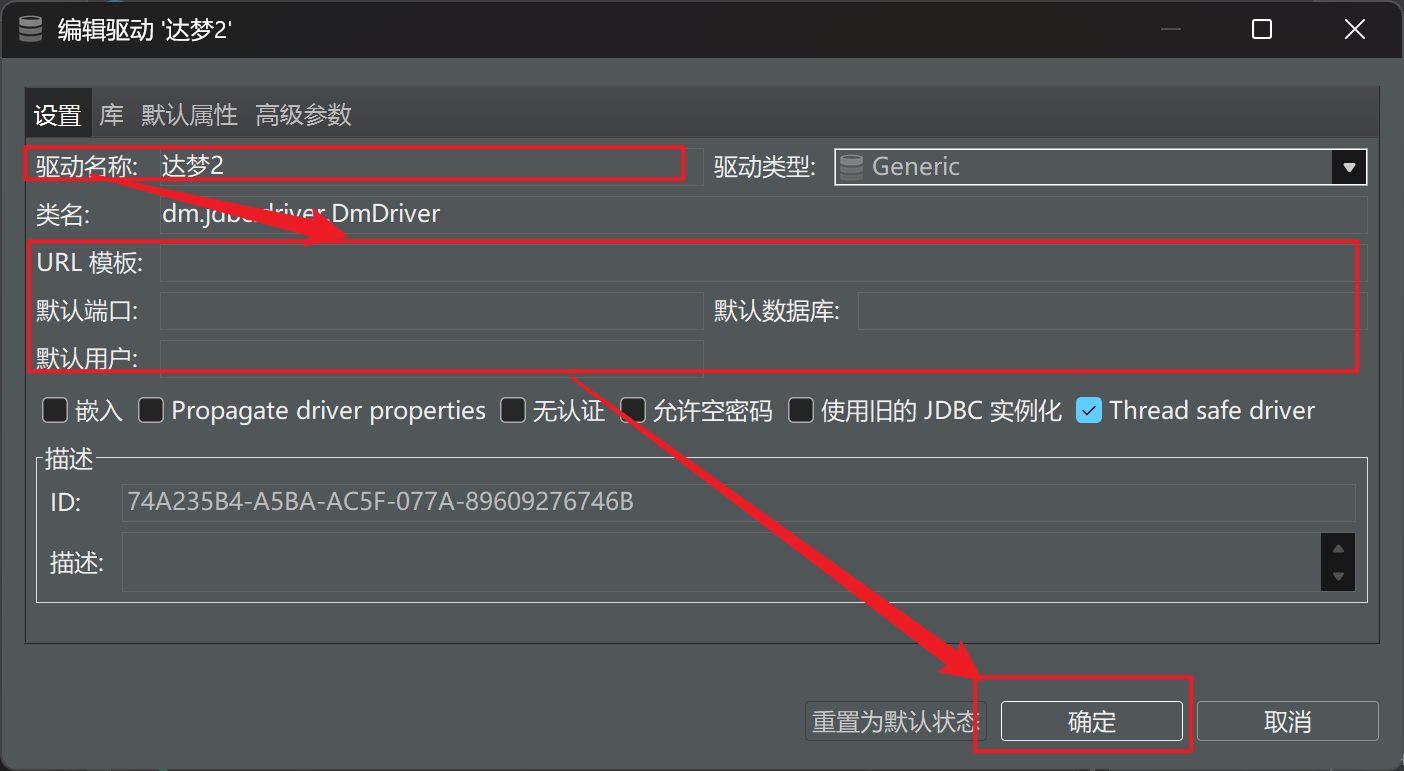 编辑驱动 '达梦2'
设置 库 默认属性 高级参数
驱动名称: 达梦2 驱动类型: Generic
类名: dm.jdbc.driver.DmDriver
URL 模板:
默认端口: 默认数据库:
默认用户:
嵌入 Propagate driver properties 无认证 允许空密码 使用旧的 JDBC 实例化 Thread safe driver
描述
ID: 74A235B4-A5BA-AC5F-077A-89609276746B
描述:
重置为默认状态 确定 取消